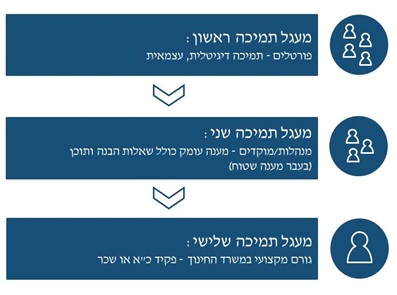 מעגל תמיכה ראשון :
פורטלים - תמיכה דיגיטלית, עצמאית
מעגל תמיכה שני :
מנהלות/מוקדים - מענה עומק כולל שאלות הבנה ותוכן
(בעבר מענה שטוח)
מעגל תמיכה שלישי :
גורם מקצועי במשרד החינוך - פקיד כ״א או שכר